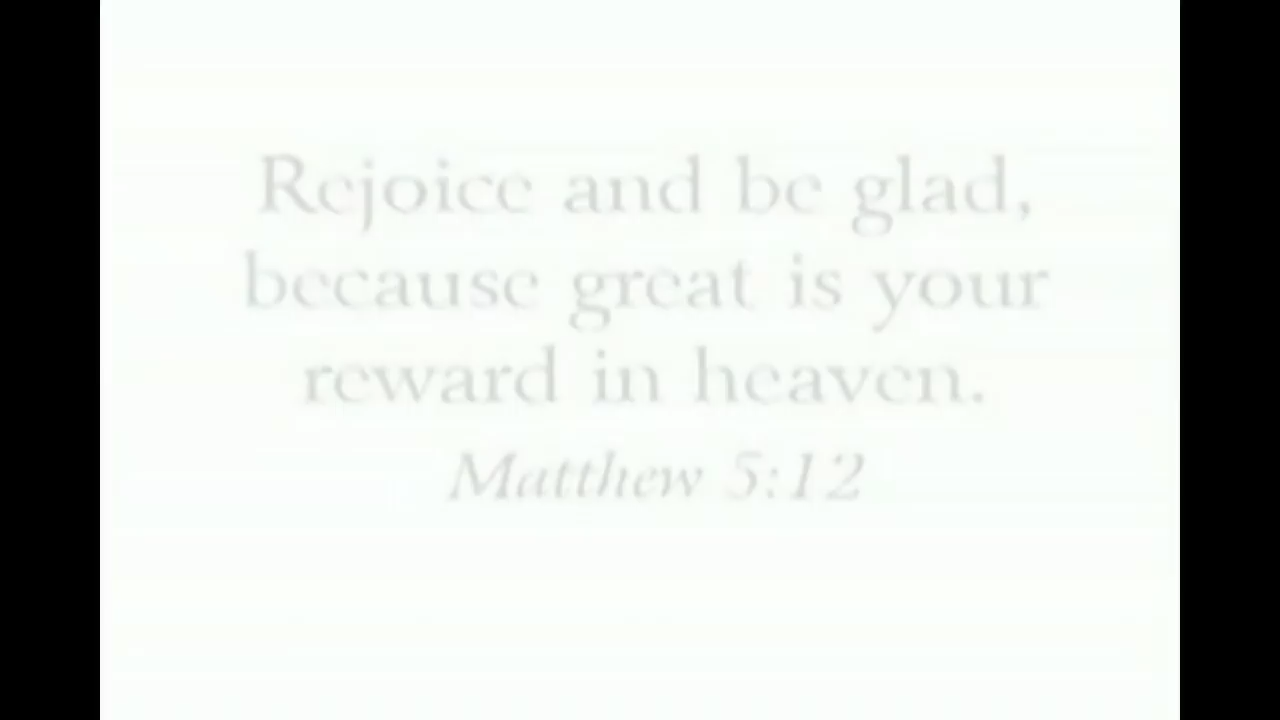 Rejoice and be glad,
because great is your
reward in heaven.
Matthew 5:12